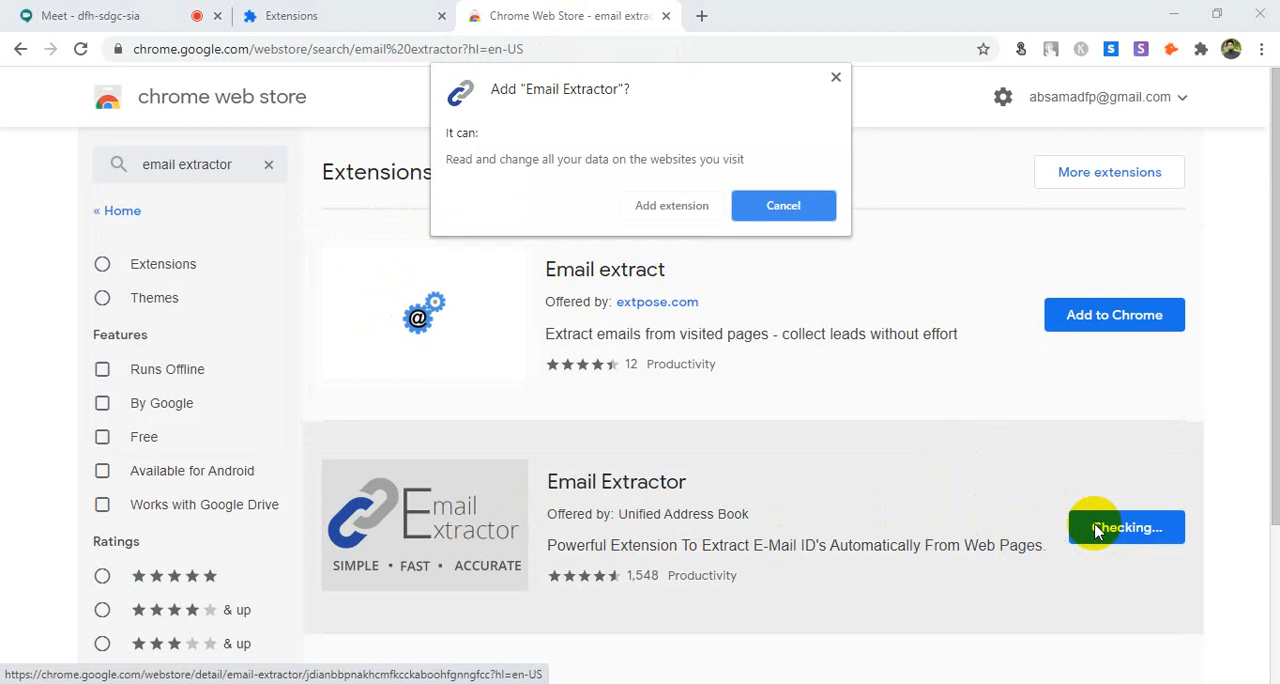 Meet - dfh-sdgc-sia
Extensions
Chrome Web Store - email extrac
chrome.google.com/webstore/search/email%20extractor?hl=en-US
chrome web store
absamadfp@gmail.com
Add "Email Extractor"?
It can:
Read and change all your data on the websites you visit
Add extension
Cancel
email extractor
« Home
Extensions
Themes
Features
Runs Offline
By Google
Free
Available for Android
Works with Google Drive
Ratings
& up
& up
Extensions
More extensions
Email extract
Offered by: extpose.com
Extract emails from visited pages - collect leads without effort
12 Productivity
Add to Chrome
Email Extractor
SIMPLE • FAST • ACCURATE
Email Extractor
Offered by: Unified Address Book
Powerful Extension To Extract E-Mail ID's Automatically From Web Pages.
1,548 Productivity
Checking...
https://chrome.google.com/webstore/detail/email-extractor/jdianbbpnakhcmfkcckaboohfgnngfcc?hl=en-US